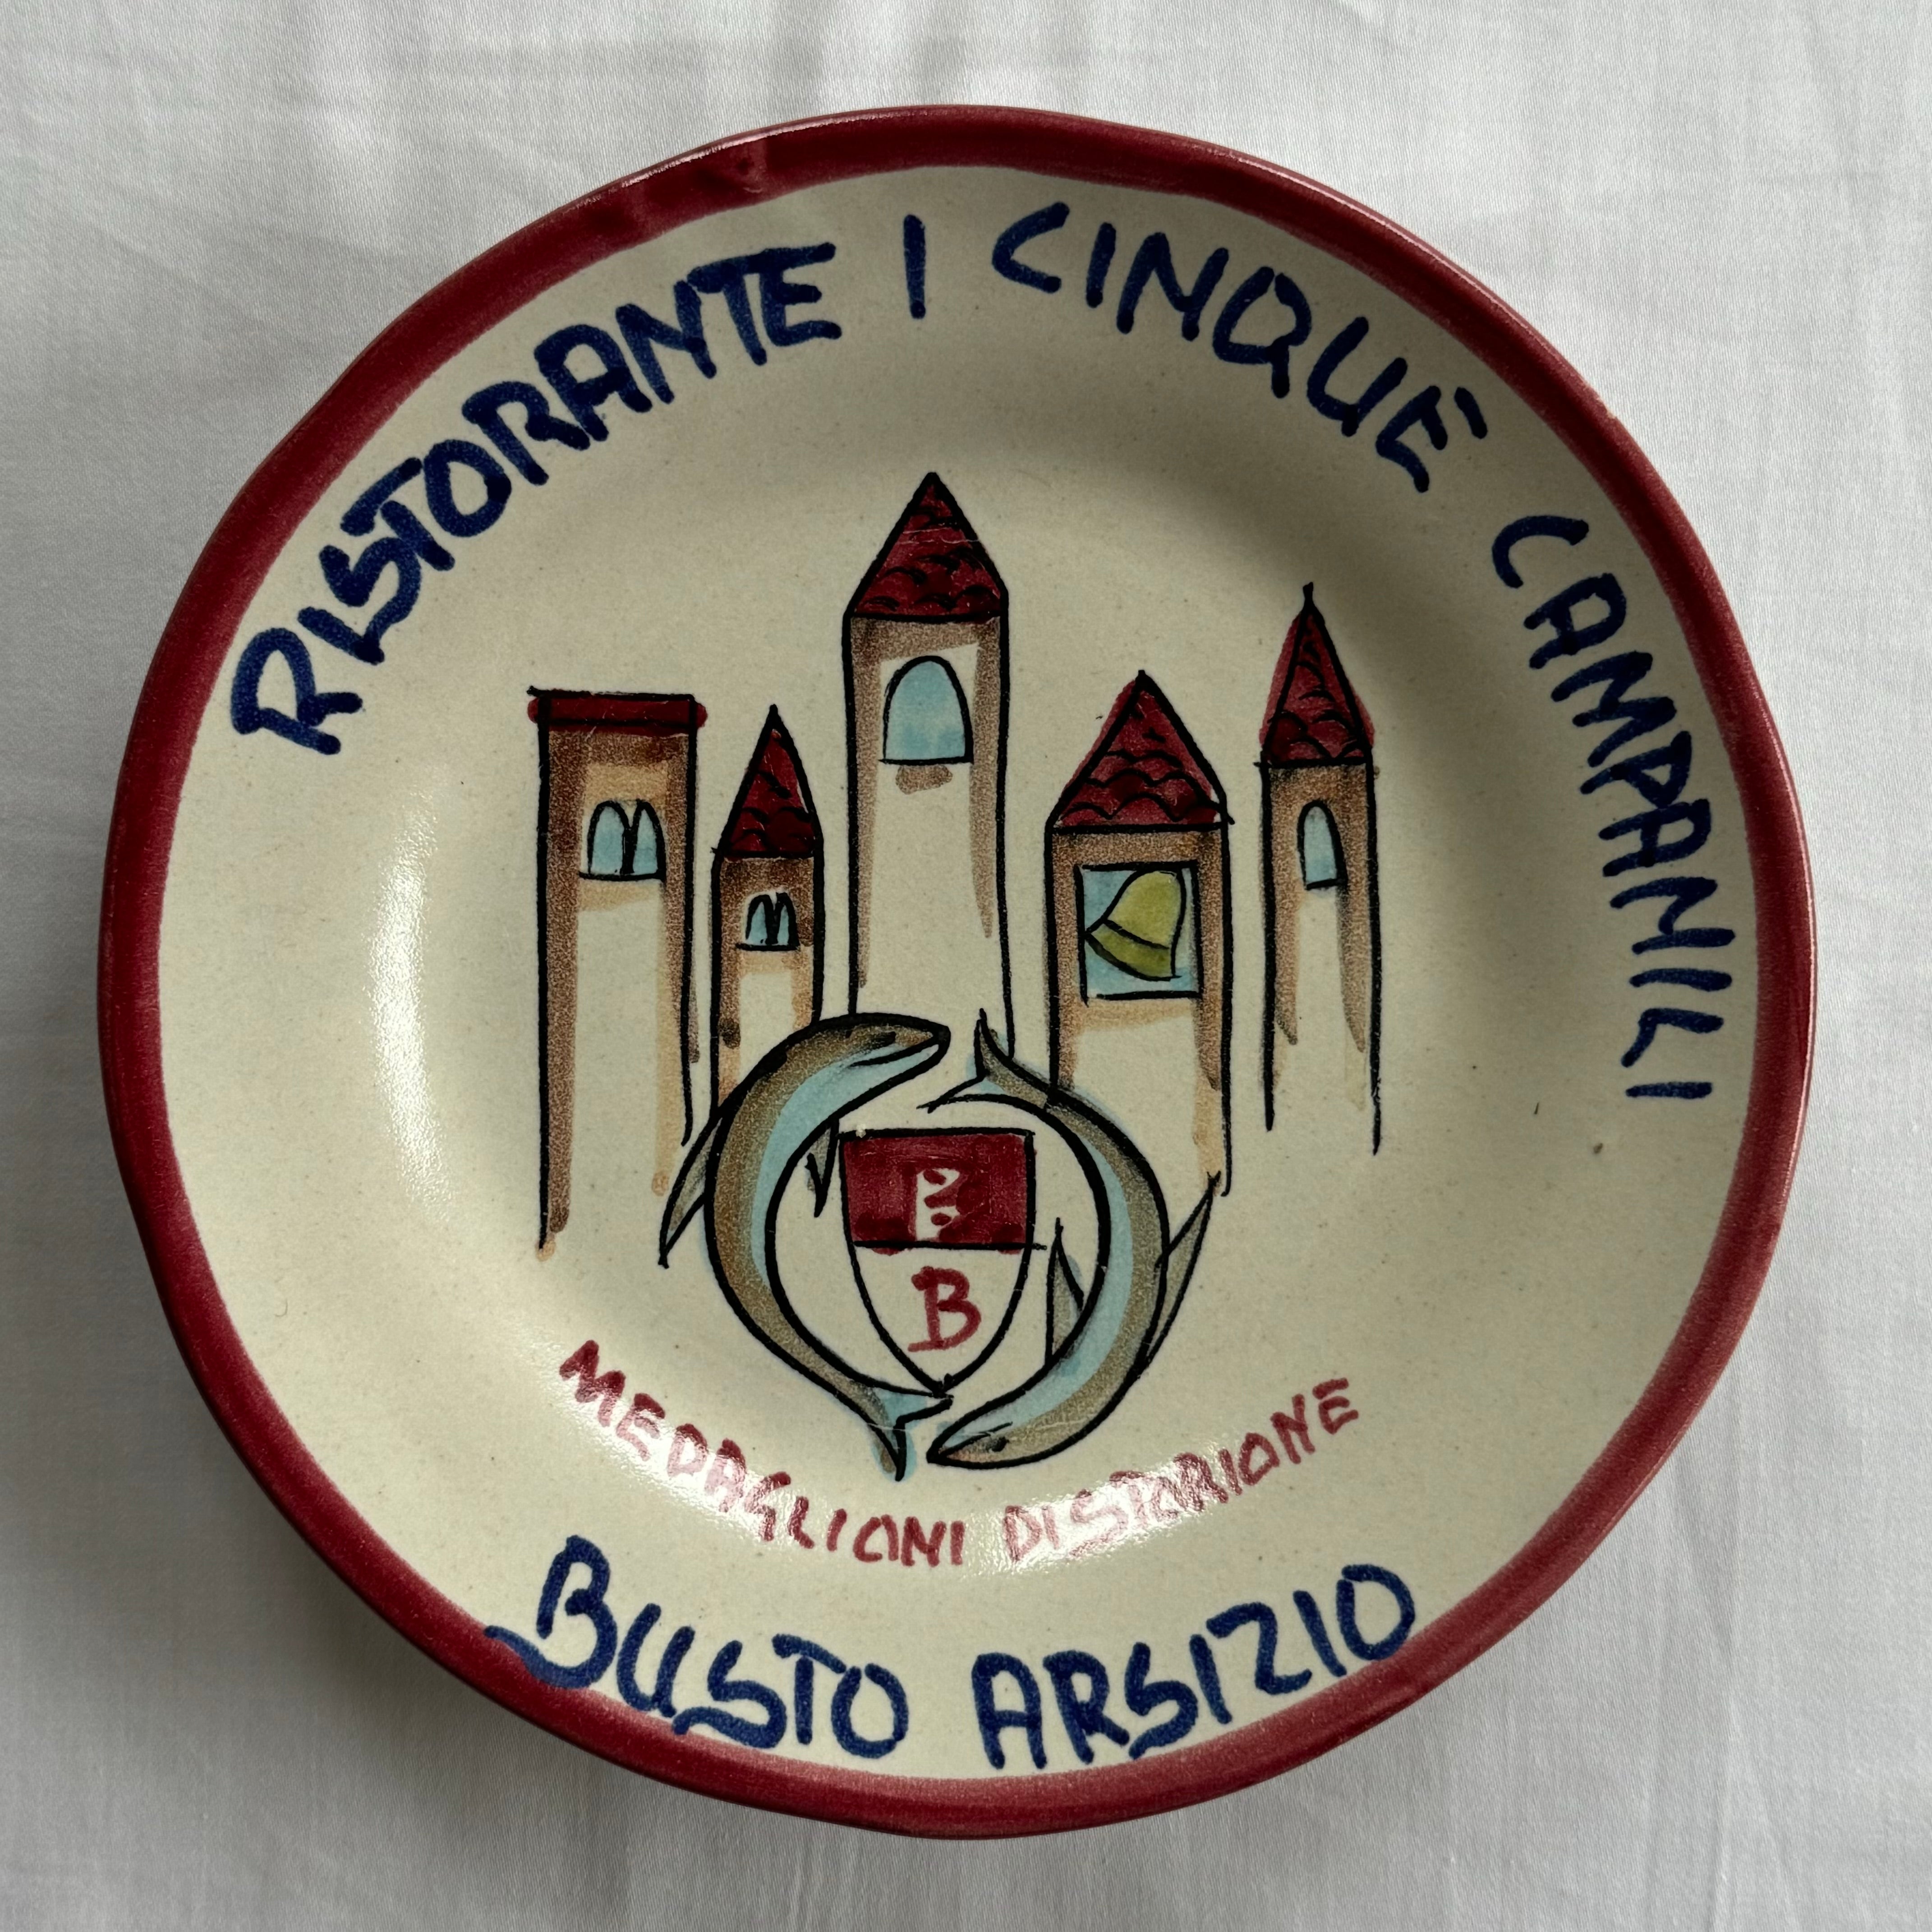 RISTORANTE I CINQUE CAMPANILI
B
B
MEDAGLIONI DI STORIONE
BUSTO ARSIZIO